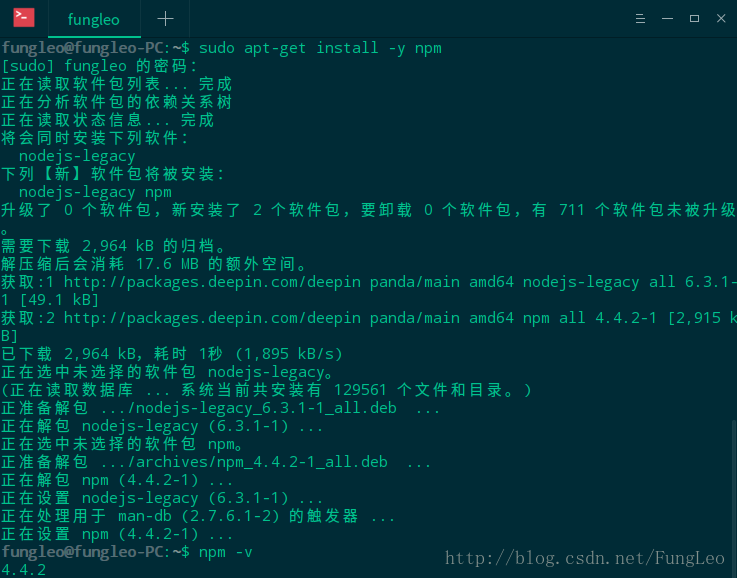 fungleo
fungleo@fungleo-PC:~$ sudo apt-get install -y npm
[sudo] fungleo 的密码：
正在读取软件包列表... 完成
正在分析软件包的依赖关系树
正在读取状态信息... 完成
将会同时安装下列软件：
nodejs-legacy
下列【新】软件包将被安装：
nodejs-legacy npm
升级了 0 个软件包，新安装了 2 个软件包，要卸载 0 个软件包，有 711 个软件包未被升级
。
需要下载 2,964 kB 的归档。
解压缩后会消耗 17.6 MB 的额外空间。
获取:1 http://packages.deepin.com/deepin panda/main amd64 nodejs-legacy all 6.3.1-
1 [49.1 kB]
获取:2 http://packages.deepin.com/deepin panda/main amd64 npm all 4.4.2-1 [2,915 k
B]
已下载 2,964 kB，耗时 1秒 (1,895 kB/s)
正在选中未选择的软件包 nodejs-legacy。
(正在读取数据库 ... 系统当前共安装有 129561 个文件和目录。)
正准备解包 .../nodejs-legacy_6.3.1-1_all.deb  ...
正在解包 nodejs-legacy (6.3.1-1) ...
正在选中未选择的软件包 npm。
正准备解包 .../archives/npm_4.4.2-1_all.deb  ...
正在解包 npm (4.4.2-1) ...
正在设置 nodejs-legacy (6.3.1-1) ...
正在处理用于 man-db (2.7.6.1-2) 的触发器 ...
正在设置 npm (4.4.2-1) ...
fungleo@fungleo-PC:~$ npm -v
http://blog.csdn.net/FungLeo
4.4.2